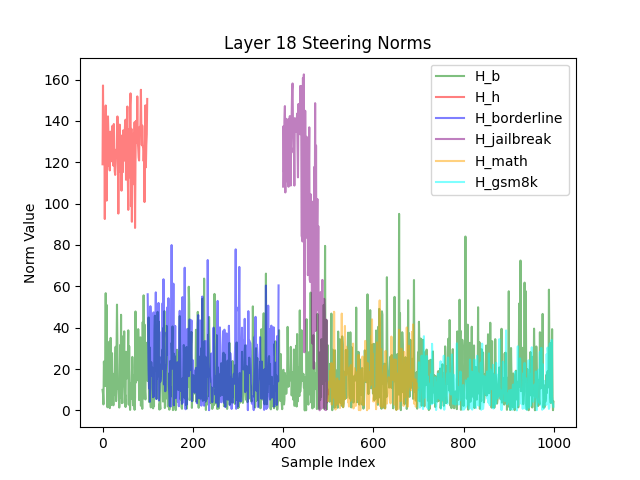 Layer 18 Steering Norms
Norm Value
160
140
120
100
80
60
40
20
0
H_b
H_h
H_borderline
H_jailbreak
H_math
H_gsm8k
0
200
400
600
800
1000
Sample Index